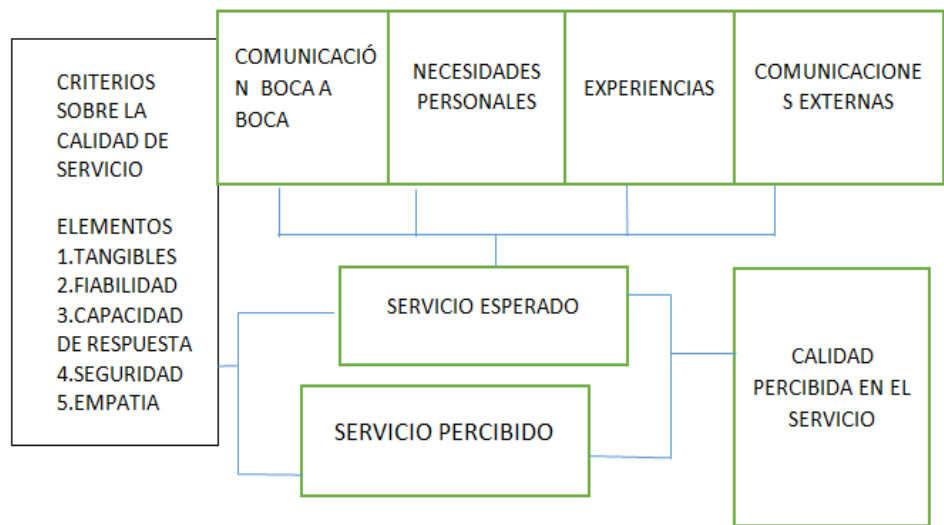 CRITERIOS
SOBRE LA
CALIDAD DE
SERVICIO
ELEMENTOS
1.TANGIBLES
2.FIABILIDAD
3.CAPACIDAD
DE RESPUESTA
4.SEGURIDAD
5.EMPATIA
COMUNICACIÓ
N BOCA A
BOCA
NECESIDADES
PERSONALES
EXPERIENCIAS
COMUNICACIONE
S EXTERNAS
SERVICIO ESPERADO
SERVICIO PERCIBIDO
CALIDAD
PERCIBIDA EN EL
SERVICIO